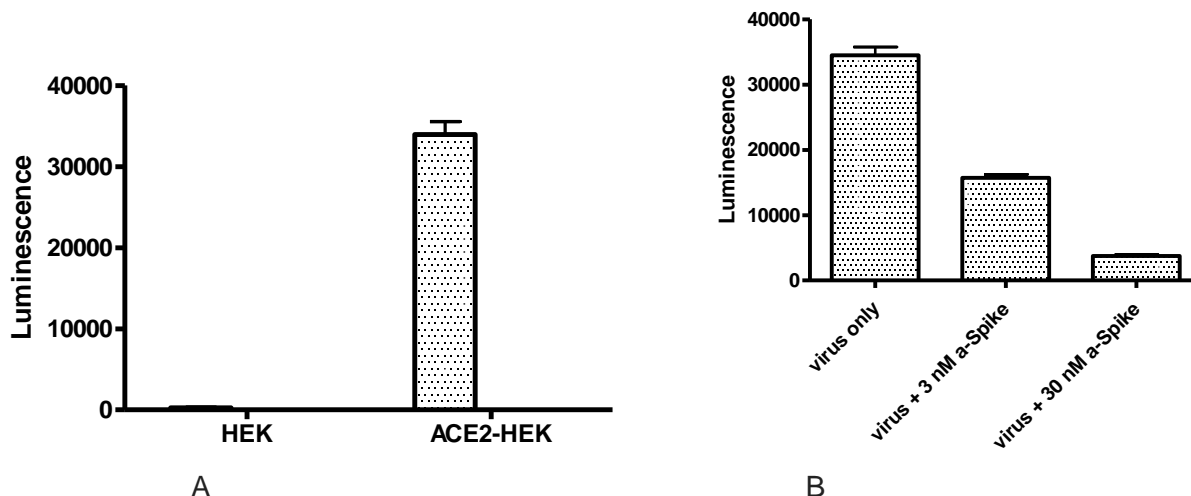 40000
30000
20000
10000
0
Luminescence
HEK
ACE2-HEK
A
40000
30000
20000
10000
0
Luminescence
virus only
virus + 3 nM a-Spike
virus + 30 nM a-Spike
B